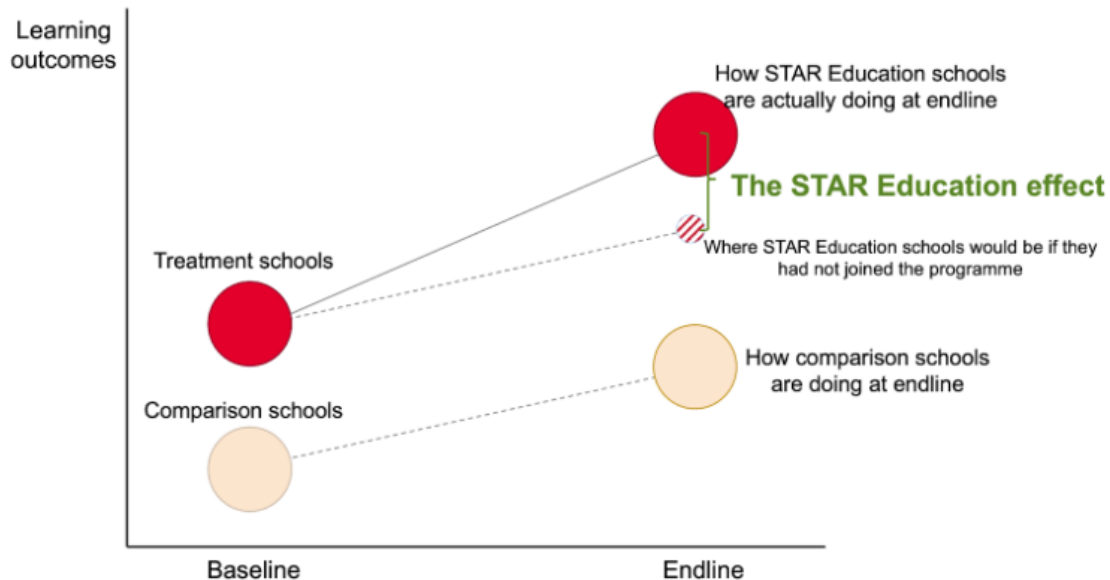 Learning
outcomes
How STAR Education schools
are actually doing at endline
The STAR Education effect
Where STAR Education schools would be if they
had not joined the programme
Treatment schools
How comparison schools
are doing at endline
Comparison schools
Baseline
Endline